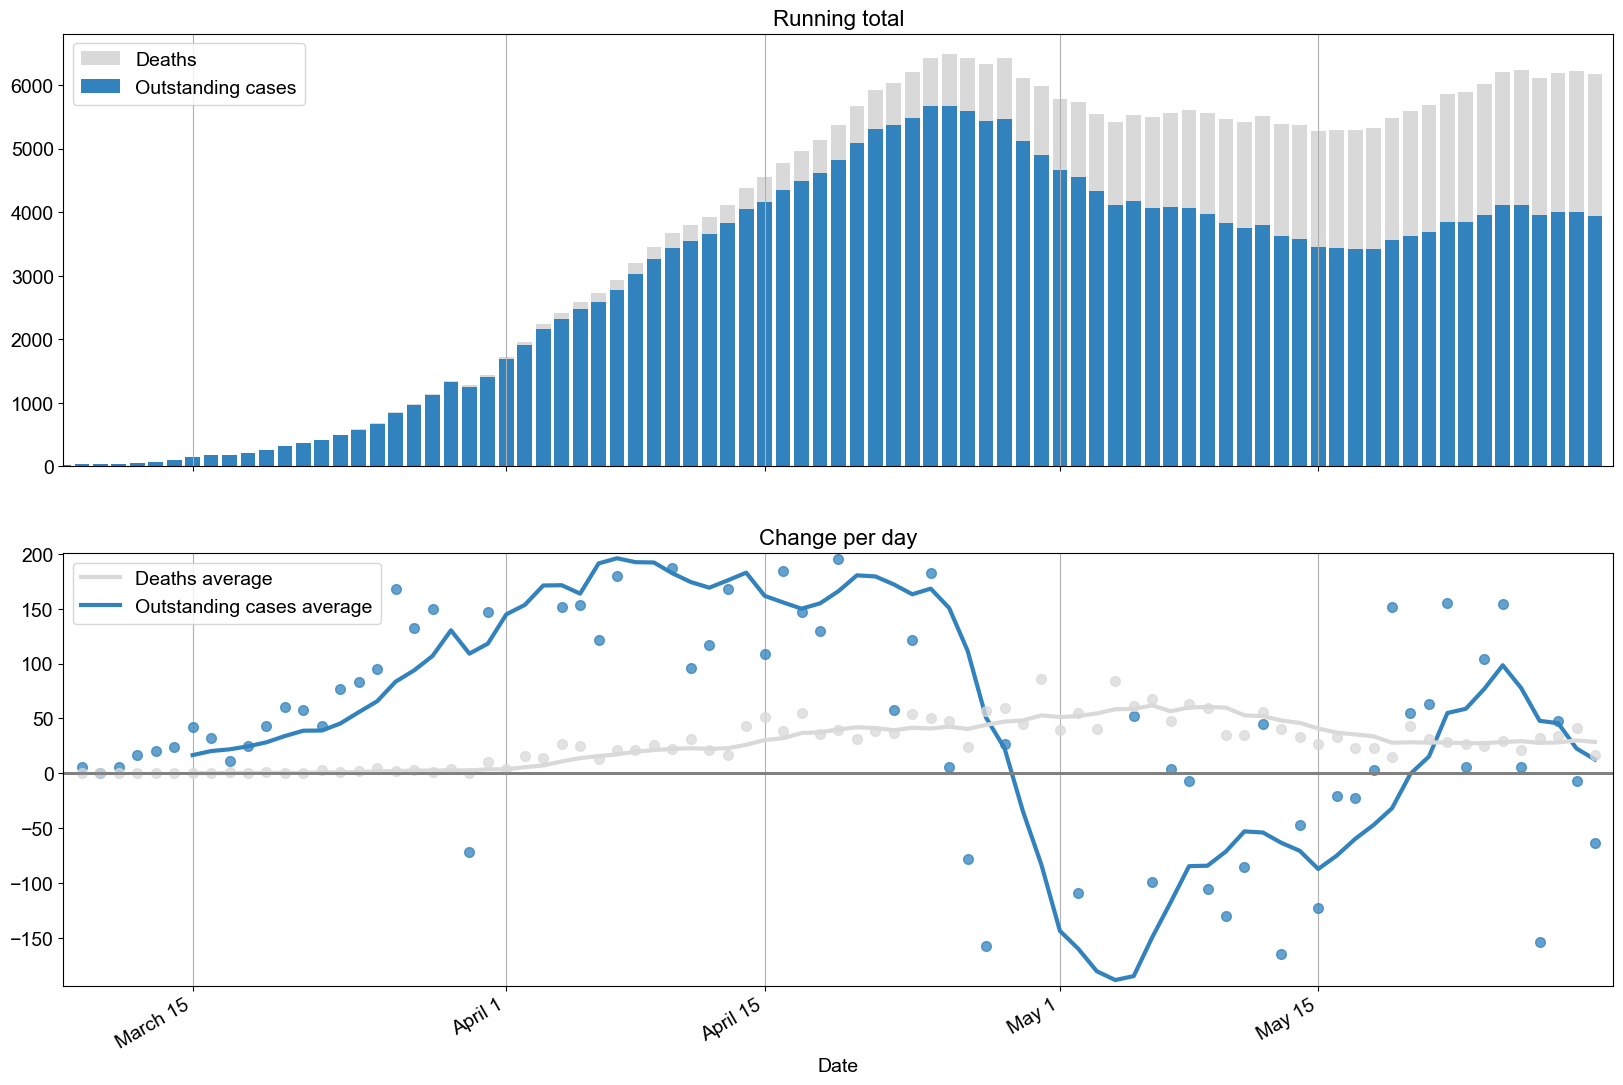 Running total
Deaths
Outstanding cases
6000
5000
4000
3000
2000
1000
0
Change per day
Deaths average
Outstanding cases average
200
150
100
50
0
−50
−100
−150
March 15
April 1
April 15
May 1
May 15
Date